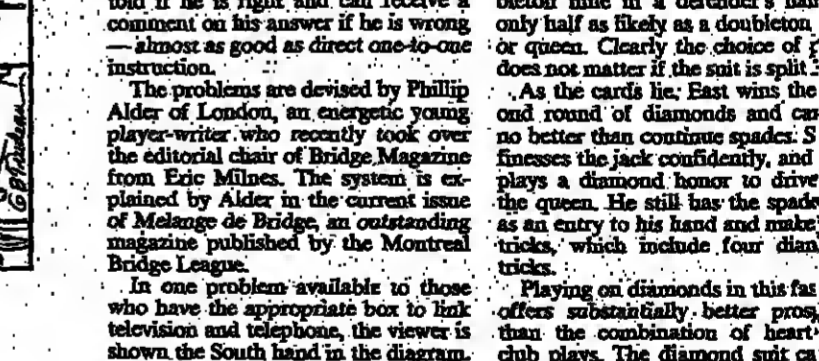 told if he is right and can receive a
comment on his answer if he is wrong
— almost as good as direct one-to-one
instruction.
The problems are devised by Phillip
Alder of London, an energetic young
player-writer who recently took over
the editorial chair of Bridge Magazine
from Eric Milnes. The system is ex-
plained by Alder in the current issue
of Melange de Bridge, an outstanding
magazine published by the Montreal
Bridge League.
In one problem available to those
who have the appropriate box to link
television and telephone, the viewer is
shown the South hand in the diagram.
only half as likely as a doubleton
or queen. Clearly the choice of
does not matter if the suit is split
As the cards lie, East wins the
ond round of diamonds and can
no better than continue spades. S
finesses the jack confidently, and
plays a diamond honor to drive
the queen. He still has the spade
as an entry to his hand and make
tricks, which include four diam
tricks.
Playing on diamonds in this fas
offers substantially better prosp
than the combination of heart
club plays. The diamond suit ca